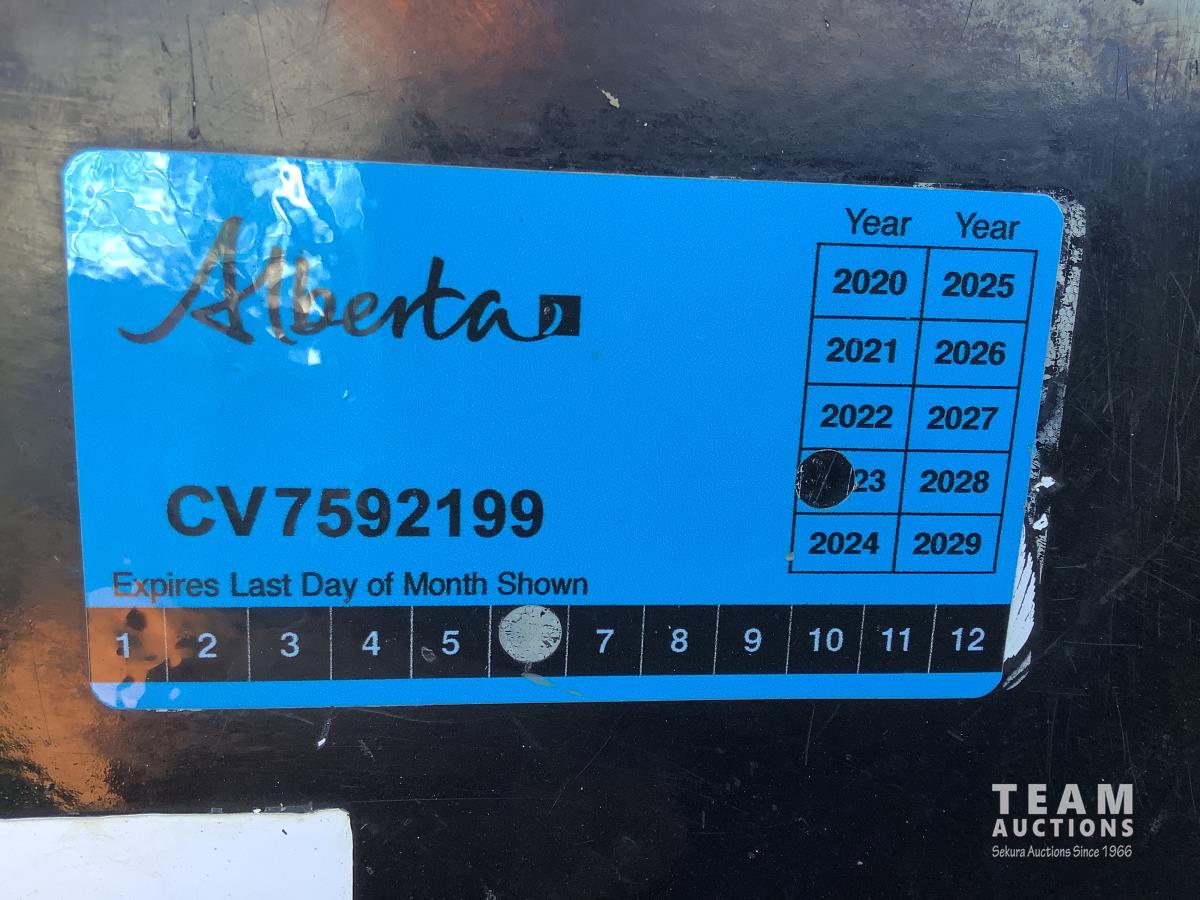 Alberta
Year Year
2020 2025
2021 2026
2022 2027
23 2028
2024 2029
CV7592199
Expires Last Day of Month Shown
1 2 3 4 5 7 8 9 10 11 12
TEAM
AUCTIONS
Sekura Auctions Since 1966